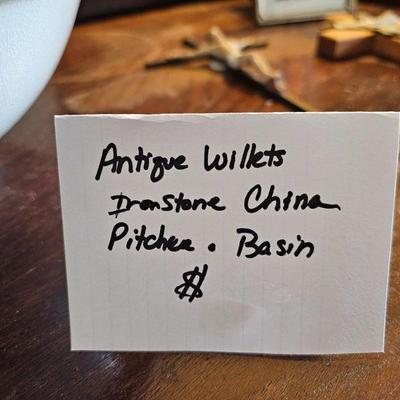 Antique Willets
Ironstone China
Pitcher . Basin
$